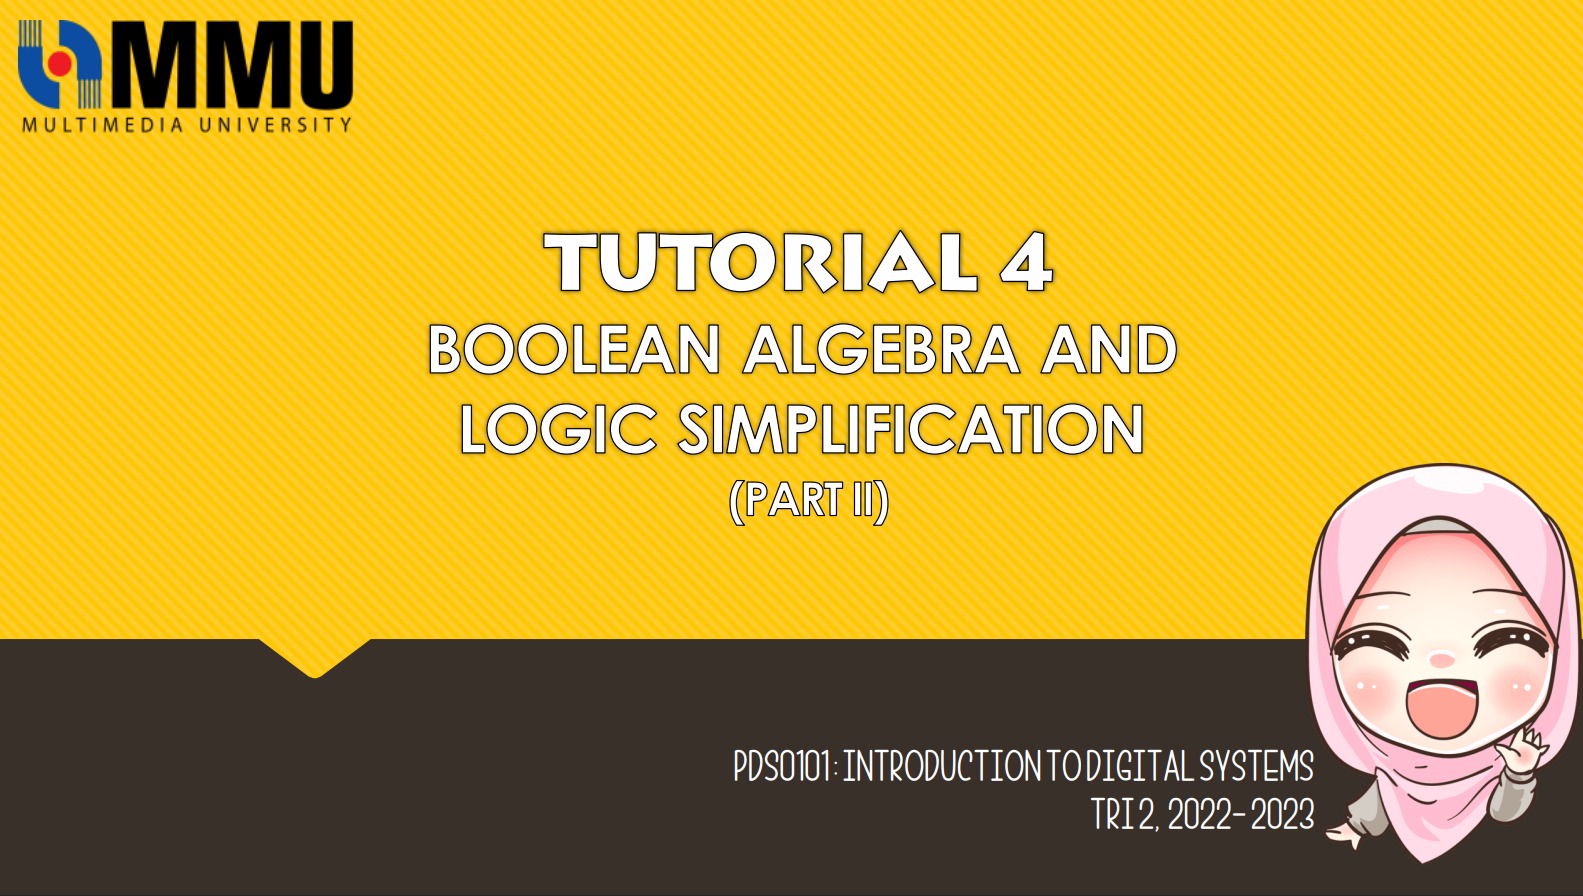 MMU
MULTIMEDIA UNIVERSITY
TUTORIAL 4
BOOLEAN ALGEBRA AND
LOGIC SIMPLIFICATION
(PART II)
PDS0101 : INTRODUCTION TO DIGITAL SYSTEMS
TRI 2, 2022- 2023